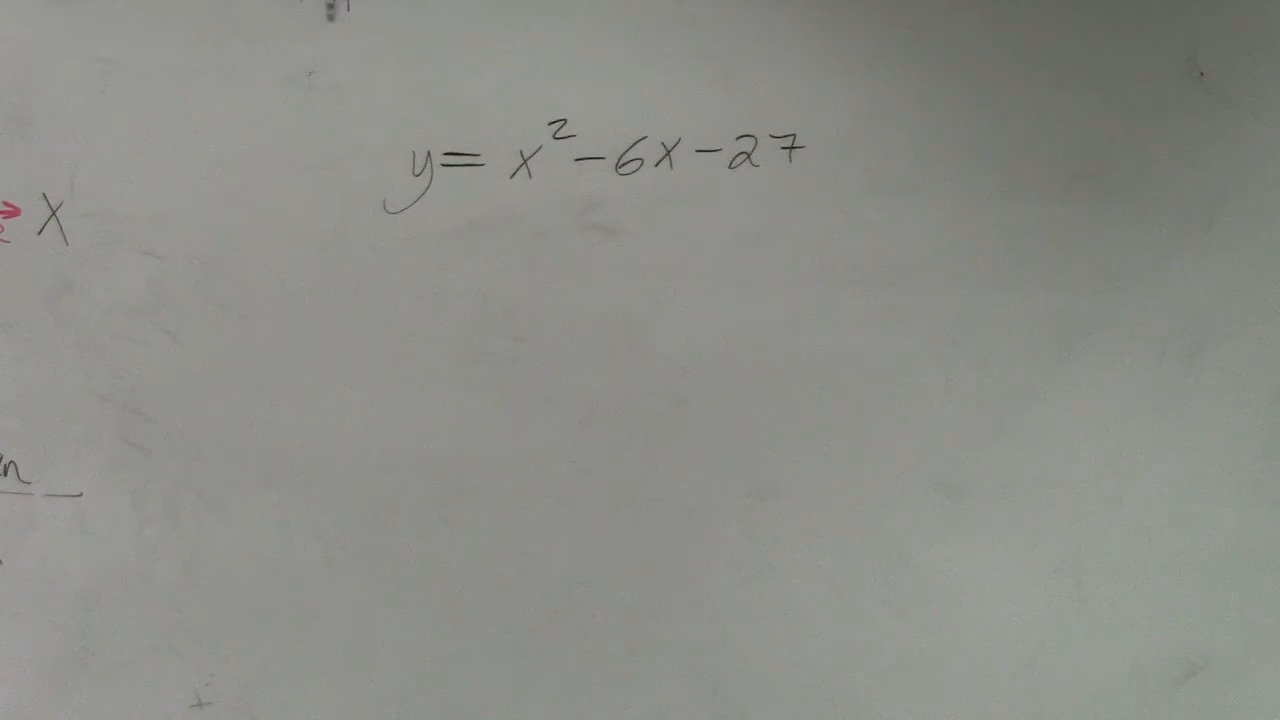 y = x² - 6x - 27
x